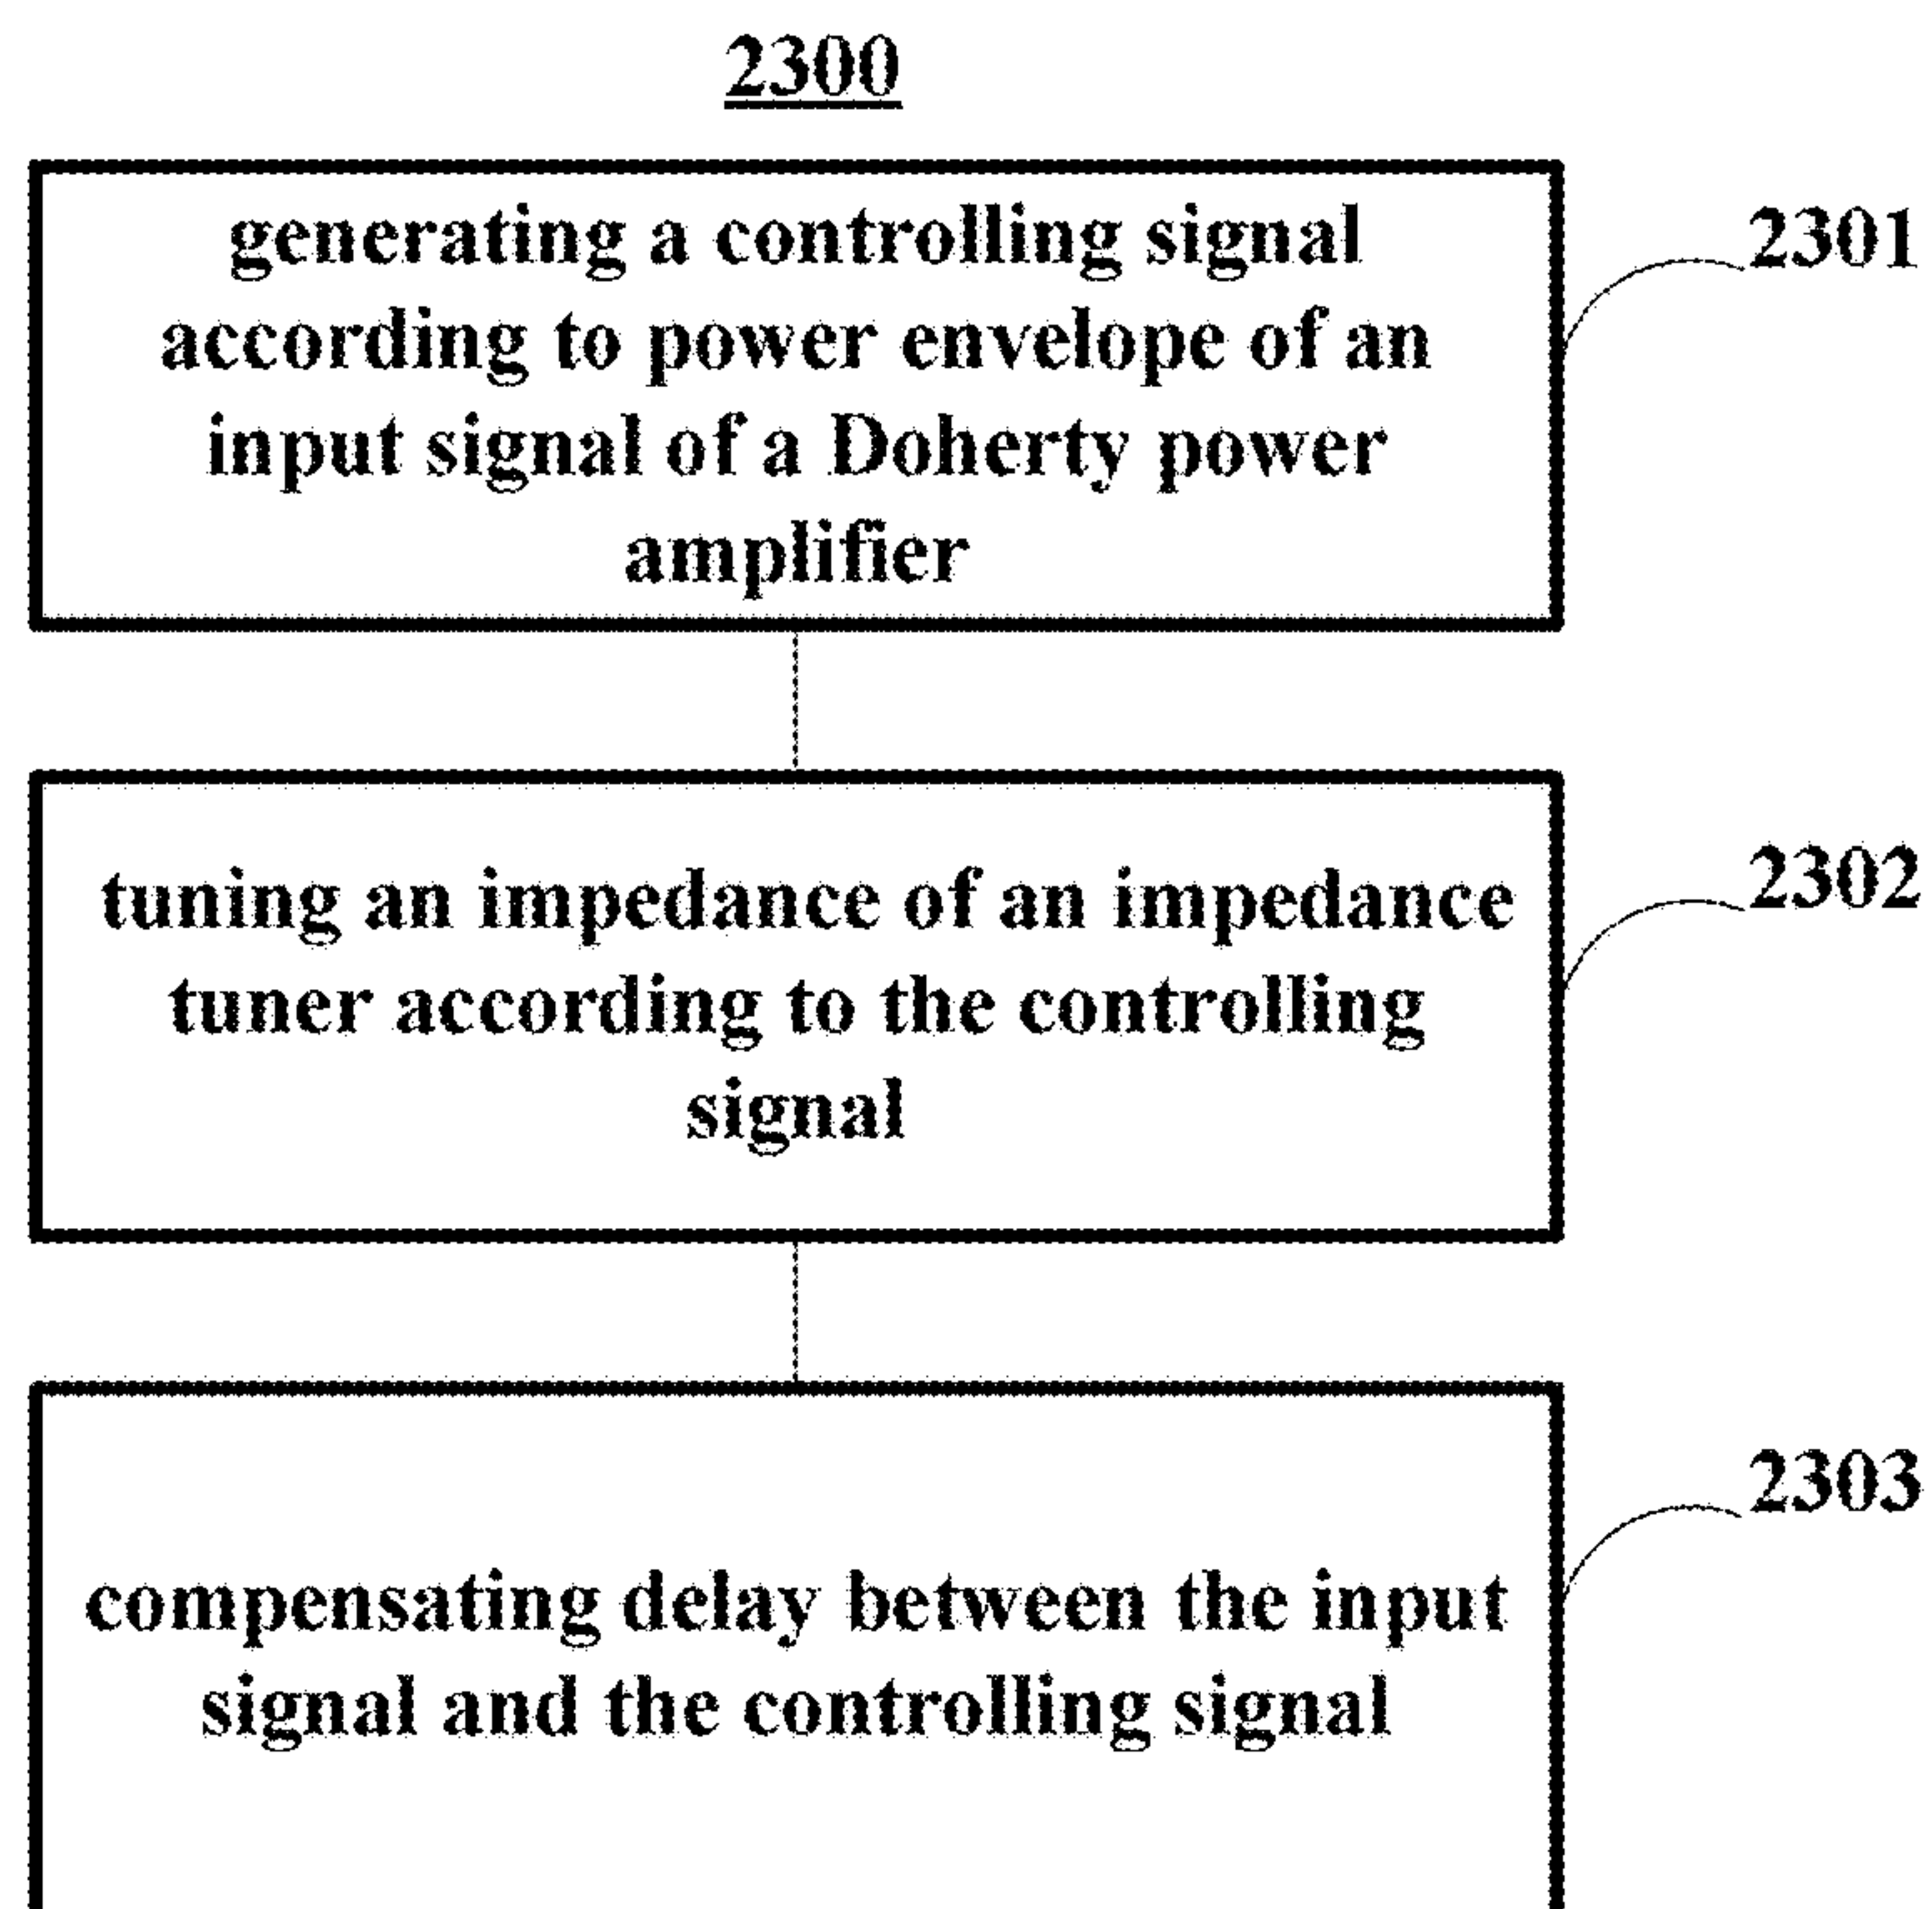 2300
generating a controlling signal
according to power envelope of an
input signal of a Doherty power
amplifier
2301
tuning an impedance of an impedance
tuner according to the controlling
signal
2302
compensating delay between the input
signal and the controlling signal
2303